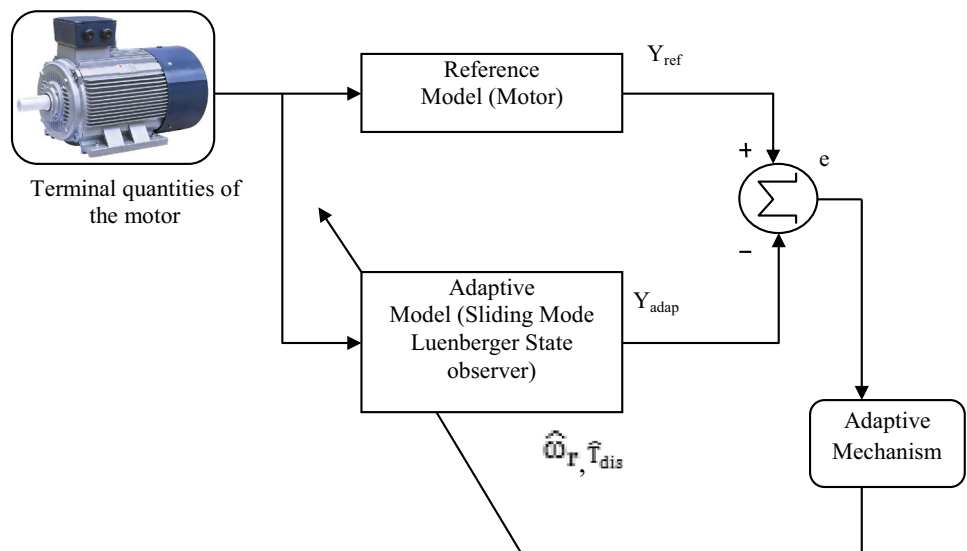 Reference
Model (Motor)
Y_ref
+
e
Σ
−
Terminal quantities of
the motor
Adaptive
Model (Sliding Mode
Luenberger State
observer)
Y_adap
Adaptive
Mechanism
ω̂_r, T̂_dis